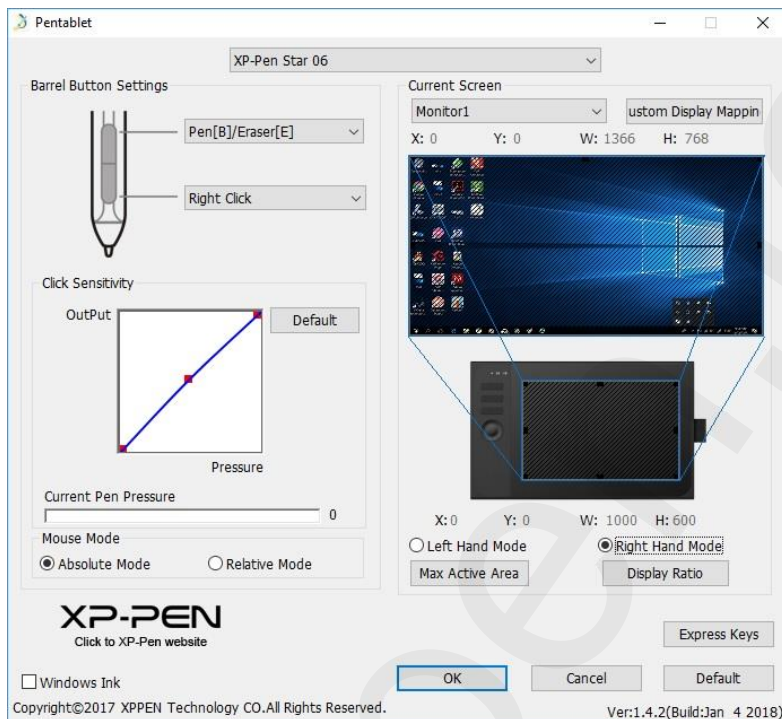 Pentablet
XP-Pen Star 06
Barrel Button Settings
Pen[B]/Eraser[E]
Right Click
Click Sensitivity
OutPut
Default
Pressure
Current Pen Pressure
0
Mouse Mode
Absolute Mode
Relative Mode
XP-PEN
Click to XP-Pen website
Windows Ink
Copyright©2017 XPPEN Technology CO.All Rights Reserved.
Current Screen
Monitor1
ustom Display Mappin
X: 0 Y: 0 W: 1366 H: 768
X:0 Y: 0 W: 1000 H: 600
Left Hand Mode
Right Hand Mode
Max Active Area
Display Ratio
Express Keys
OK
Cancel
Default
Ver:1.4.2(Build:Jan 4 2018)